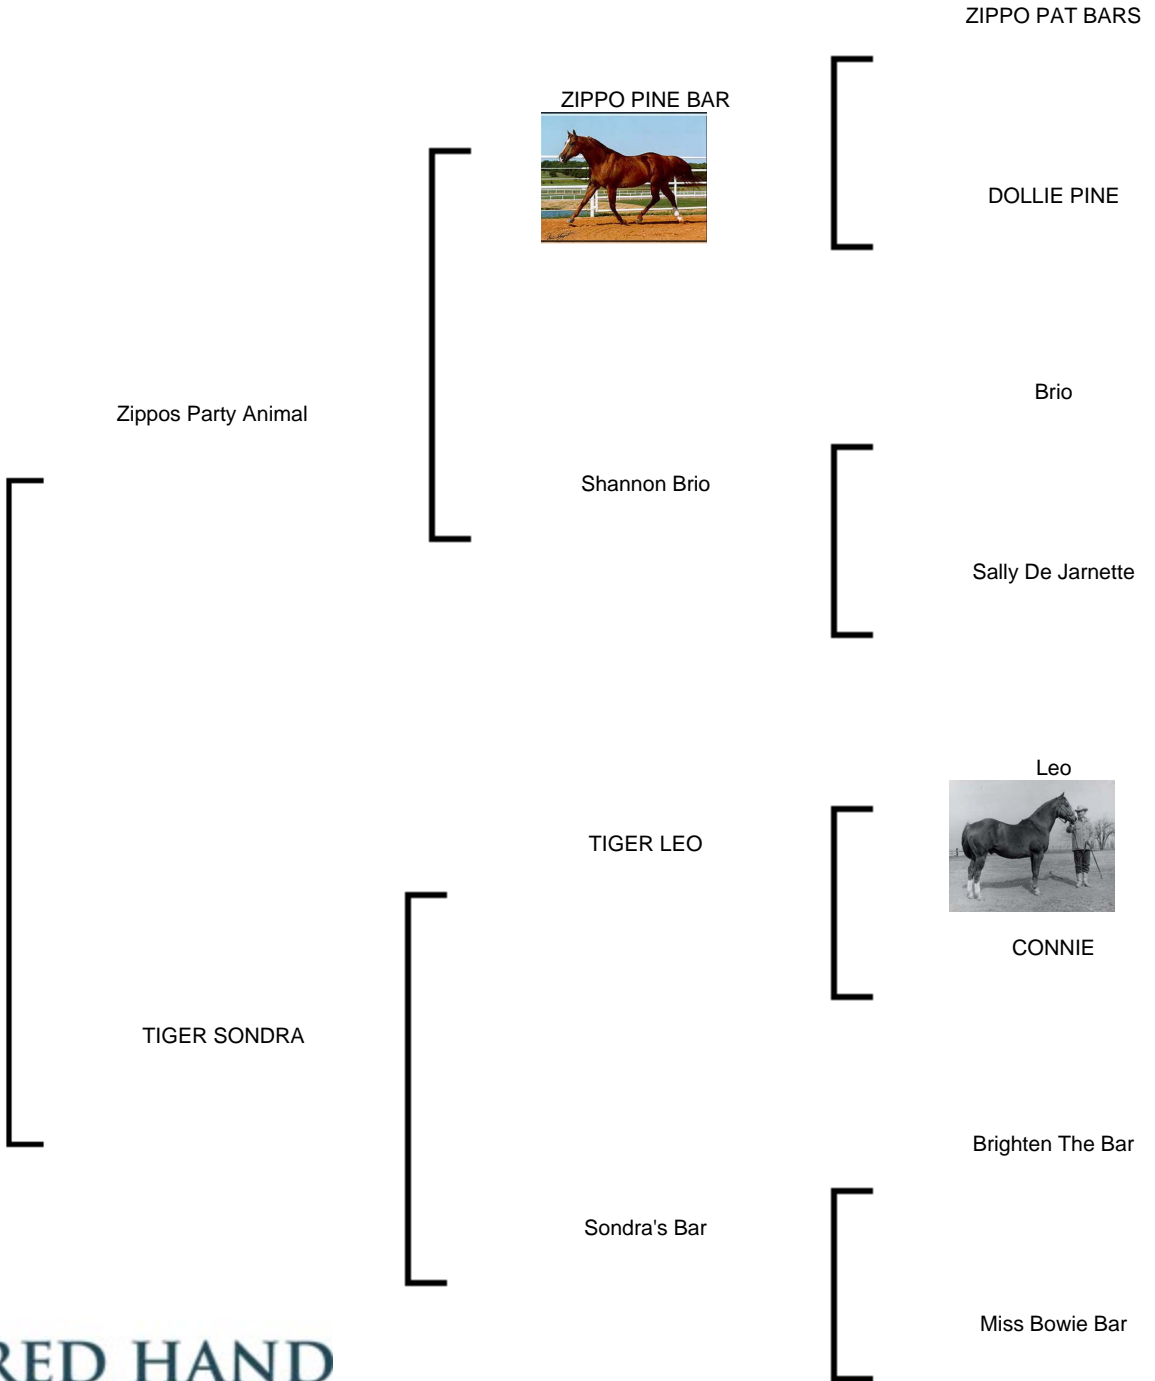 ZIPPO PAT BARS
ZIPPO PINE BAR
DOLLIE PINE
Brio
Zippos Party Animal
Shannon Brio
Sally De Jarnette
Leo
TIGER LEO
CONNIE
TIGER SONDRA
Brighten The Bar
Sondra's Bar
Miss Bowie Bar
RED HAND